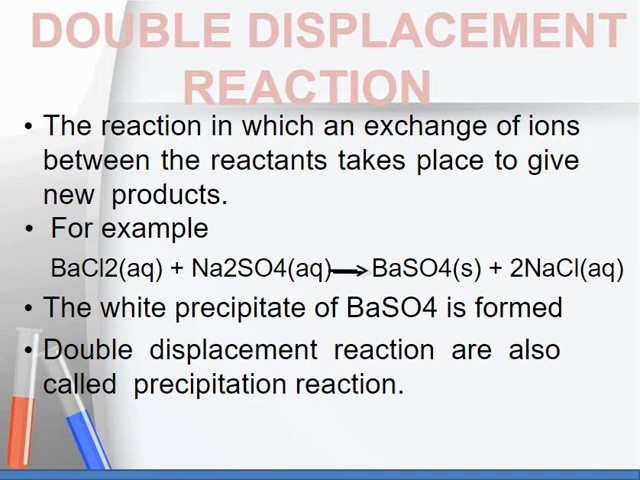 DOUBLE DISPLACEMENT
REACTION
• The reaction in which an exchange of ions
between the reactants takes place to give
new products.
• For example
BaCl2(aq) + Na2SO4(aq)⟶BaSO4(s) + 2NaCl(aq)
• The white precipitate of BaSO4 is formed
• Double displacement reaction are also
called precipitation reaction.